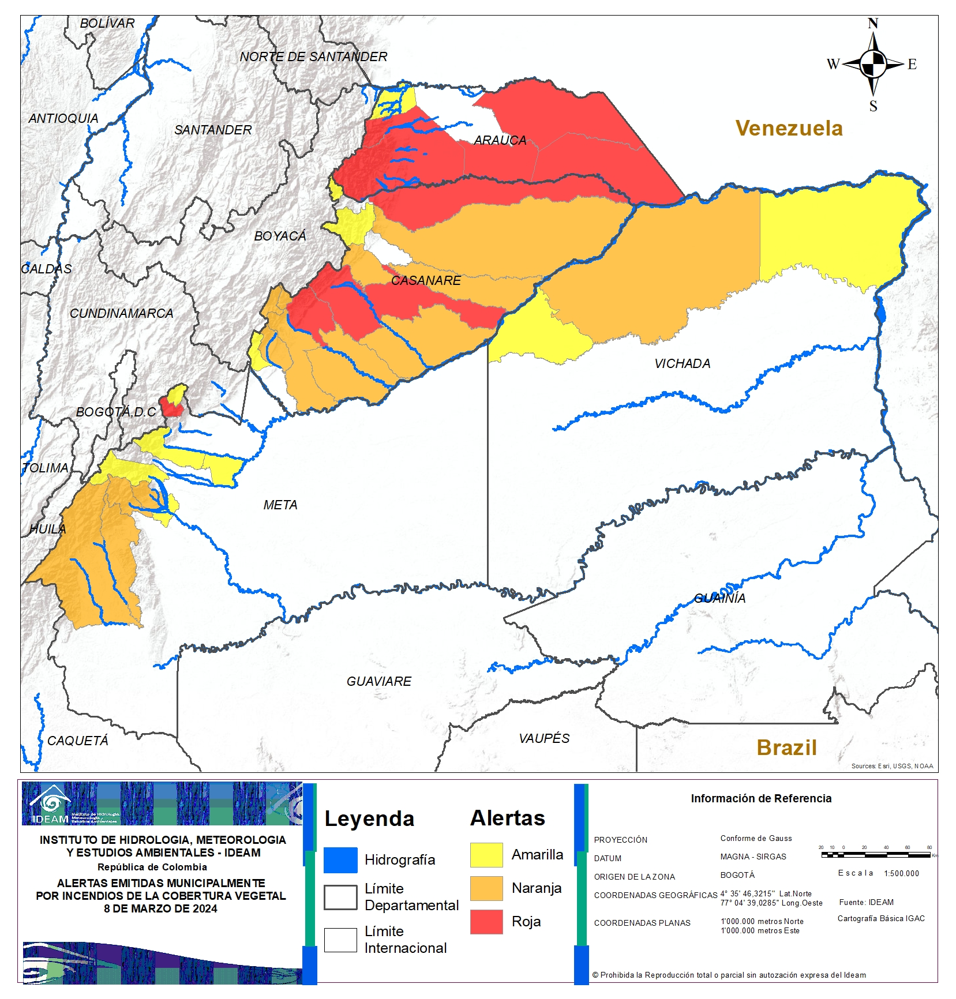 BOLÍVAR
NORTE DE SANTANDER
N
W
E
S
ANTIOQUIA
SANTANDER
ARAUCA
Venezuela
BOYACÁ
CALDAS
CASANARE
CUNDINAMARCA
VICHADA
BOGOTÁ,D.C
TOLIMA
META
HUILA
GUAINÍA
GUAVIARE
CAQUETÁ
VAUPÉS
Brazil
Sources: Esri, USGS, NOAA
IDEAM
Instituto de Hidrología,
Meteorología y
Estudios Ambientales
INSTITUTO DE HIDROLOGIA, METEOROLOGIA
Y ESTUDIOS AMBIENTALES - IDEAM
República de Colombia
ALERTAS EMITIDAS MUNICIPALMENTE
POR INCENDIOS DE LA COBERTURA VEGETAL
8 DE MARZO DE 2024
Leyenda
Hidrografía
Límite
Departamental
Límite
Internacional
Alertas
Amarilla
Naranja
Roja
Información de Referencia
PROYECCIÓN Conforme de Gauss
DATUM MAGNA - SIRGAS
ORIGEN DE LA ZONA BOGOTÁ
COORDENADAS GEOGRÁFICAS 4° 35' 46,3215" Lat.Norte
77° 04' 39,0285" Long.Oeste
COORDENADAS PLANAS 1'000.000 metros Norte
1'000.000 metros Este
20 10 0 20 40 60 80
Km
Escala 1:500.000
Fuente: IDEAM
Cartografía Básica IGAC
© Prohibida la Reproducción total o parcial sin autozación expresa del Ideam